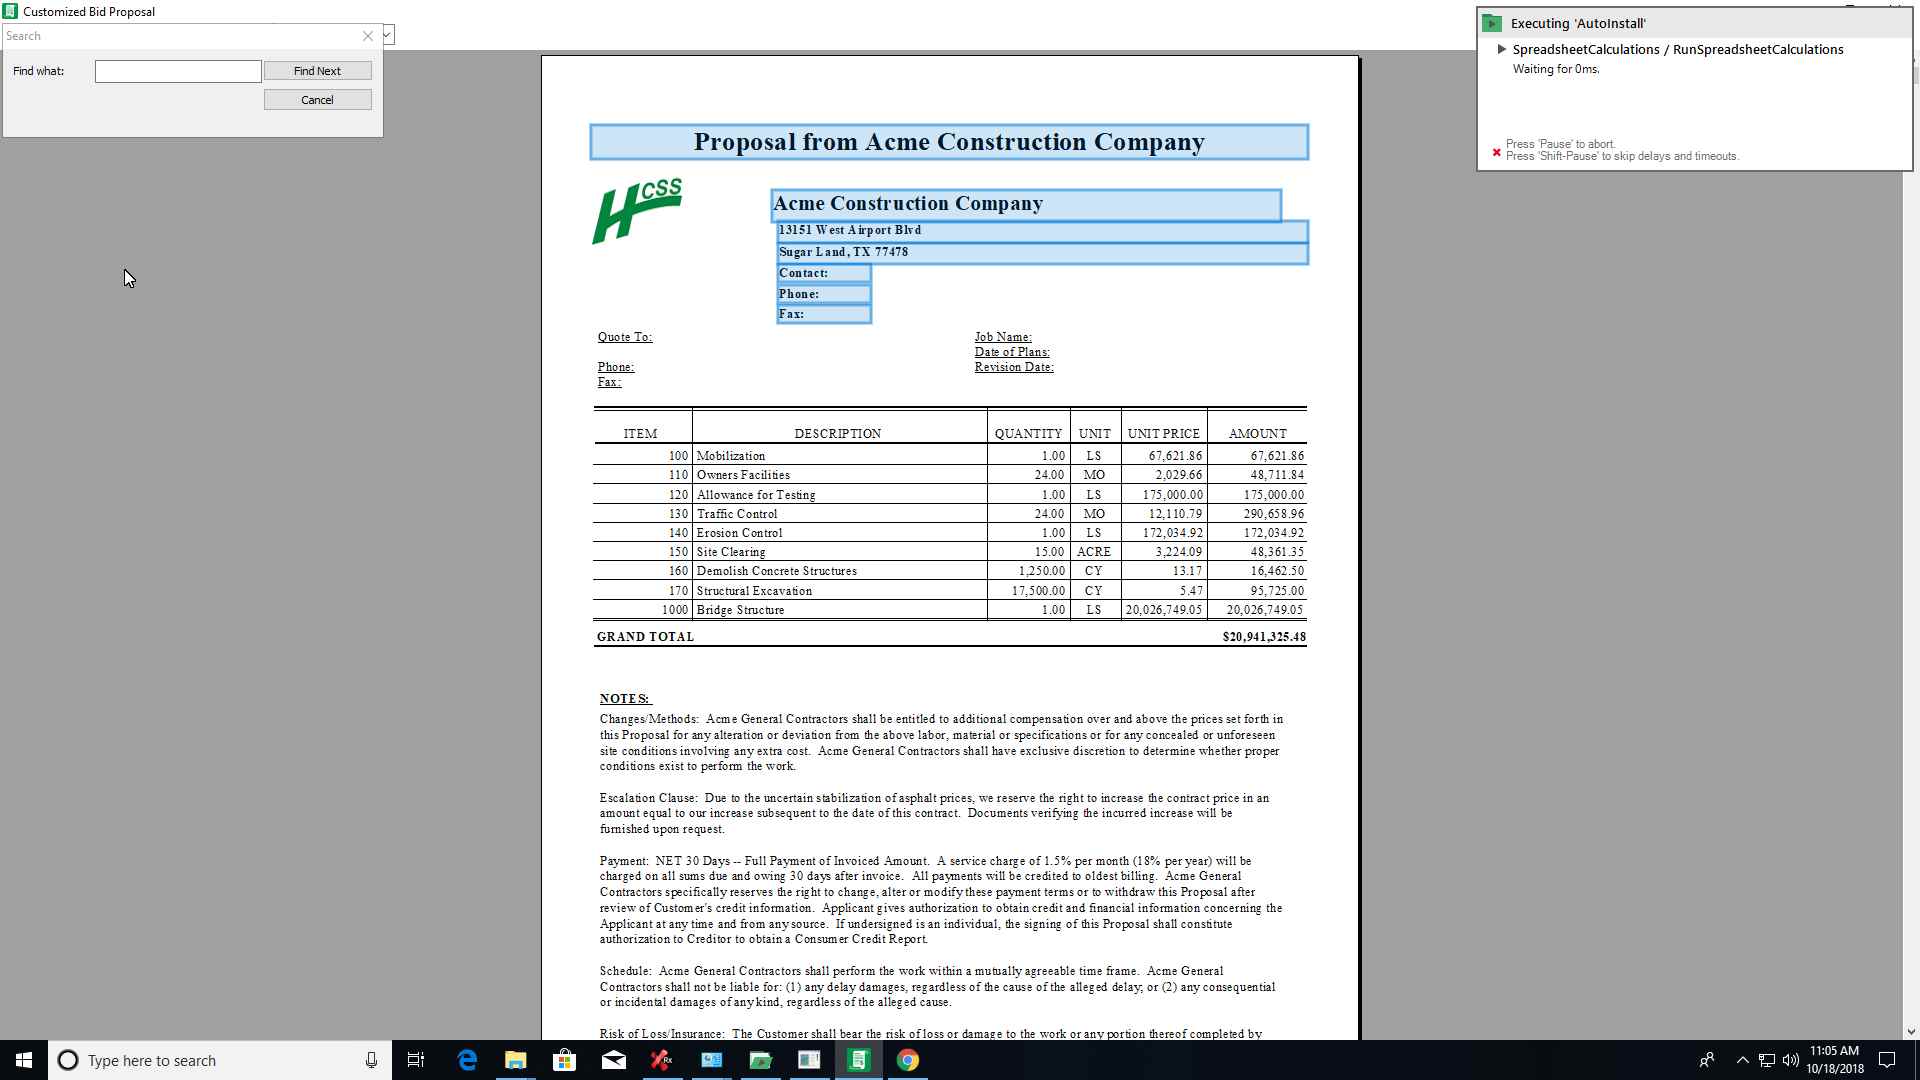 Customized Bid Proposal
Search
Find what:
Find Next
Cancel
Executing 'AutoInstall'
SpreadsheetCalculations / RunSpreadsheetCalculations
Waiting for 0ms.
Press 'Pause' to abort.
Press 'Shift-Pause' to skip delays and timeouts.
Proposal from Acme Construction Company
HCSS
Acme Construction Company
13151 West Airport Blvd
Sugar Land, TX 77478
Contact:
Phone:
Fax:
Quote To:
Job Name:
Date of Plans:
Phone:
Revision Date:
Fax:
ITEM DESCRIPTION QUANTITY UNIT UNIT PRICE AMOUNT
100 Mobilization 1.00 LS 67,621.86 67,621.86
110 Owners Facilities 24.00 MO 2,029.66 48,711.84
120 Allowance for Testing 1.00 LS 175,000.00 175,000.00
130 Traffic Control 24.00 MO 12,110.79 290,658.96
140 Erosion Control 1.00 LS 172,034.92 172,034.92
150 Site Clearing 15.00 ACRE 3,224.09 48,361.35
160 Demolish Concrete Structures 1,250.00 CY 13.17 16,462.50
170 Structural Excavation 17,500.00 CY 5.47 95,725.00
1000 Bridge Structure 1.00 LS 20,026,749.05 20,026,749.05
GRAND TOTAL $20,941,325.48
NOTES:
Changes/Methods: Acme General Contractors shall be entitled to additional compensation over and above the prices set forth in
this Proposal for any alteration or deviation from the above labor, material or specifications or for any concealed or unforeseen
site conditions involving any extra cost. Acme General Contractors shall have exclusive discretion to determine whether proper
conditions exist to perform the work.
Escalation Clause: Due to the uncertain stabilization of asphalt prices, we reserve the right to increase the contract price in an
amount equal to our increase subsequent to the date of this contract. Documents verifying the incurred increase will be
furnished upon request.
Payment: NET 30 Days -- Full Payment of Invoiced Amount. A service charge of 1.5% per month (18% per year) will be
charged on all sums due and owing 30 days after invoice. All payments will be credited to oldest billing. Acme General
Contractors specifically reserves the right to change, alter or modify these payment terms or to withdraw this Proposal after
review of Customer's credit information. Applicant gives authorization to obtain credit and financial information concerning the
Applicant at any time and from any source. If undersigned is an individual, the signing of this Proposal shall constitute
authorization to Creditor to obtain a Consumer Credit Report.
Schedule: Acme General Contractors shall perform the work within a mutually agreeable time frame. Acme General
Contractors shall not be liable for: (1) any delay damages, regardless of the cause of the alleged delay; or (2) any consequential
or incidental damages of any kind, regardless of the alleged cause.
Risk of Loss/Insurance: The Customer shall bear the risk of loss or damage to the work or any portion thereof completed by
Type here to search
11:05 AM
10/18/2018